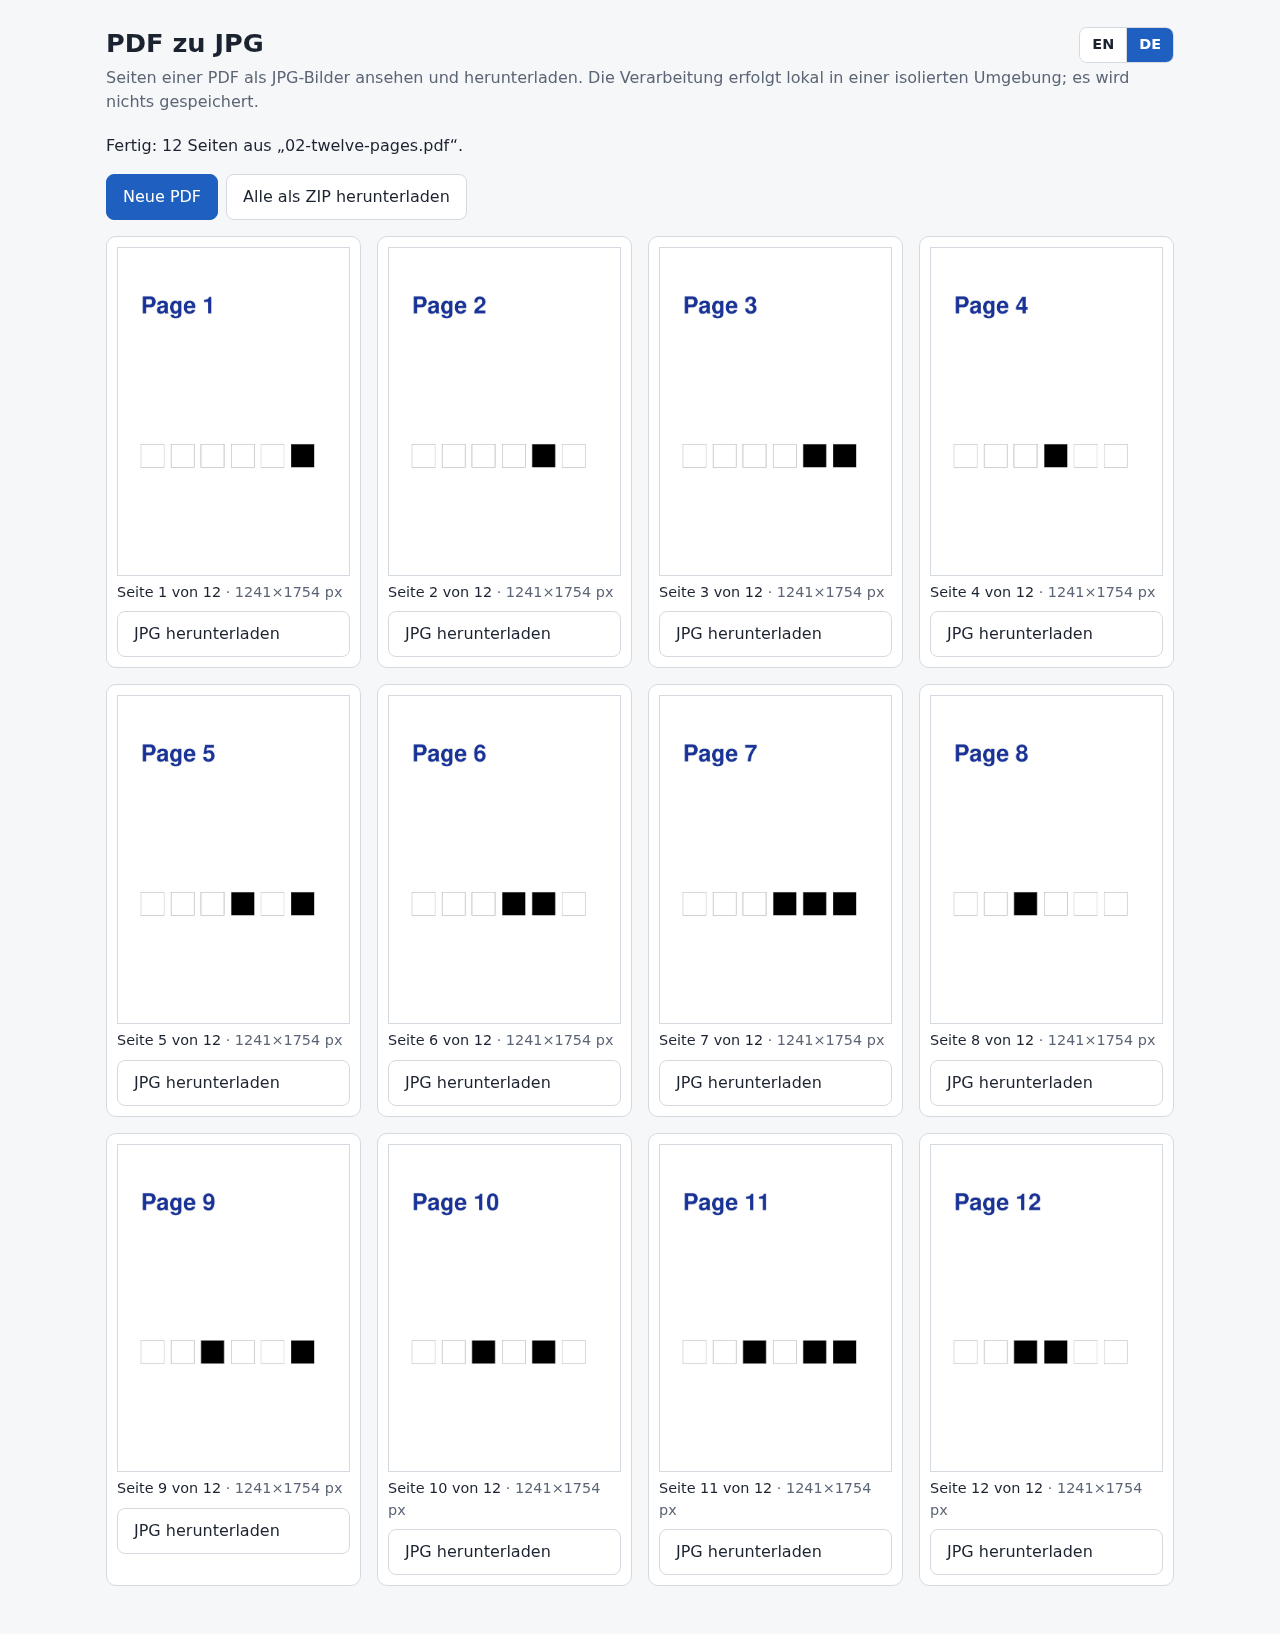 PDF zu JPG
EN DE
Seiten einer PDF als JPG-Bilder ansehen und herunterladen. Die Verarbeitung erfolgt lokal in einer isolierten Umgebung; es wird
nichts gespeichert.
Fertig: 12 Seiten aus „02-twelve-pages.pdf“.
Neue PDF Alle als ZIP herunterladen
Page 1
Seite 1 von 12 · 1241×1754 px
JPG herunterladen
Page 2
Seite 2 von 12 · 1241×1754 px
JPG herunterladen
Page 3
Seite 3 von 12 · 1241×1754 px
JPG herunterladen
Page 4
Seite 4 von 12 · 1241×1754 px
JPG herunterladen
Page 5
Seite 5 von 12 · 1241×1754 px
JPG herunterladen
Page 6
Seite 6 von 12 · 1241×1754 px
JPG herunterladen
Page 7
Seite 7 von 12 · 1241×1754 px
JPG herunterladen
Page 8
Seite 8 von 12 · 1241×1754 px
JPG herunterladen
Page 9
Seite 9 von 12 · 1241×1754 px
JPG herunterladen
Page 10
Seite 10 von 12 · 1241×1754
px
JPG herunterladen
Page 11
Seite 11 von 12 · 1241×1754
px
JPG herunterladen
Page 12
Seite 12 von 12 · 1241×1754
px
JPG herunterladen